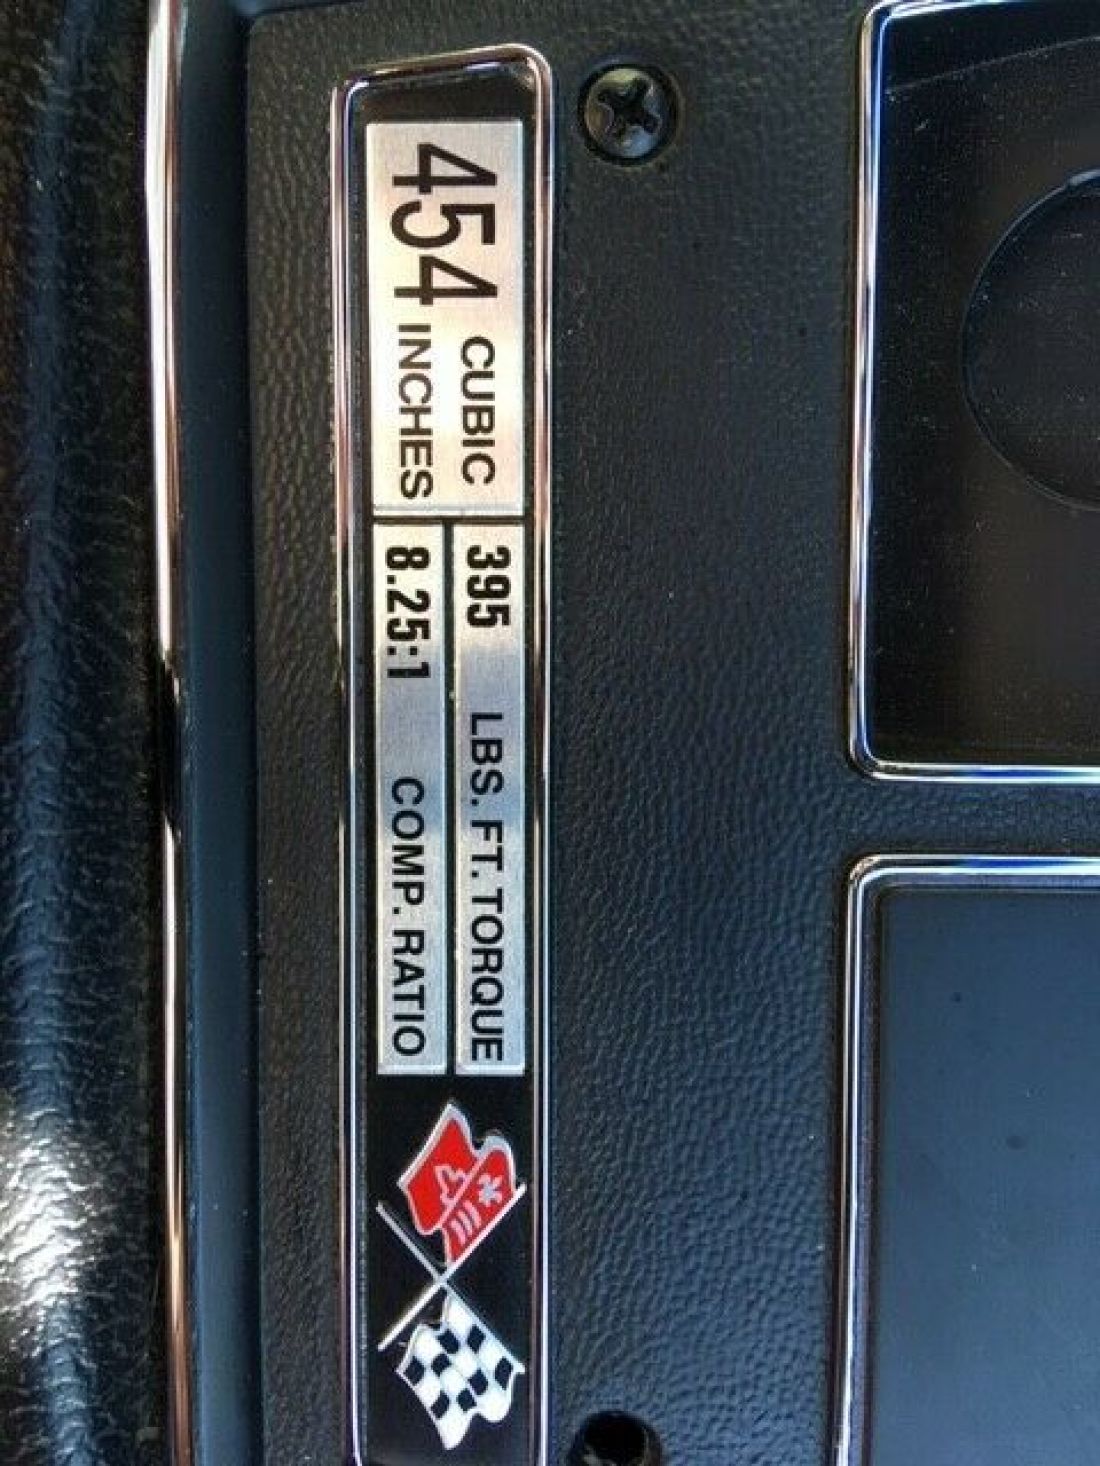 454 CUBIC
INCHES
395 LBS. FT. TORQUE
8.25:1 COMP. RATIO